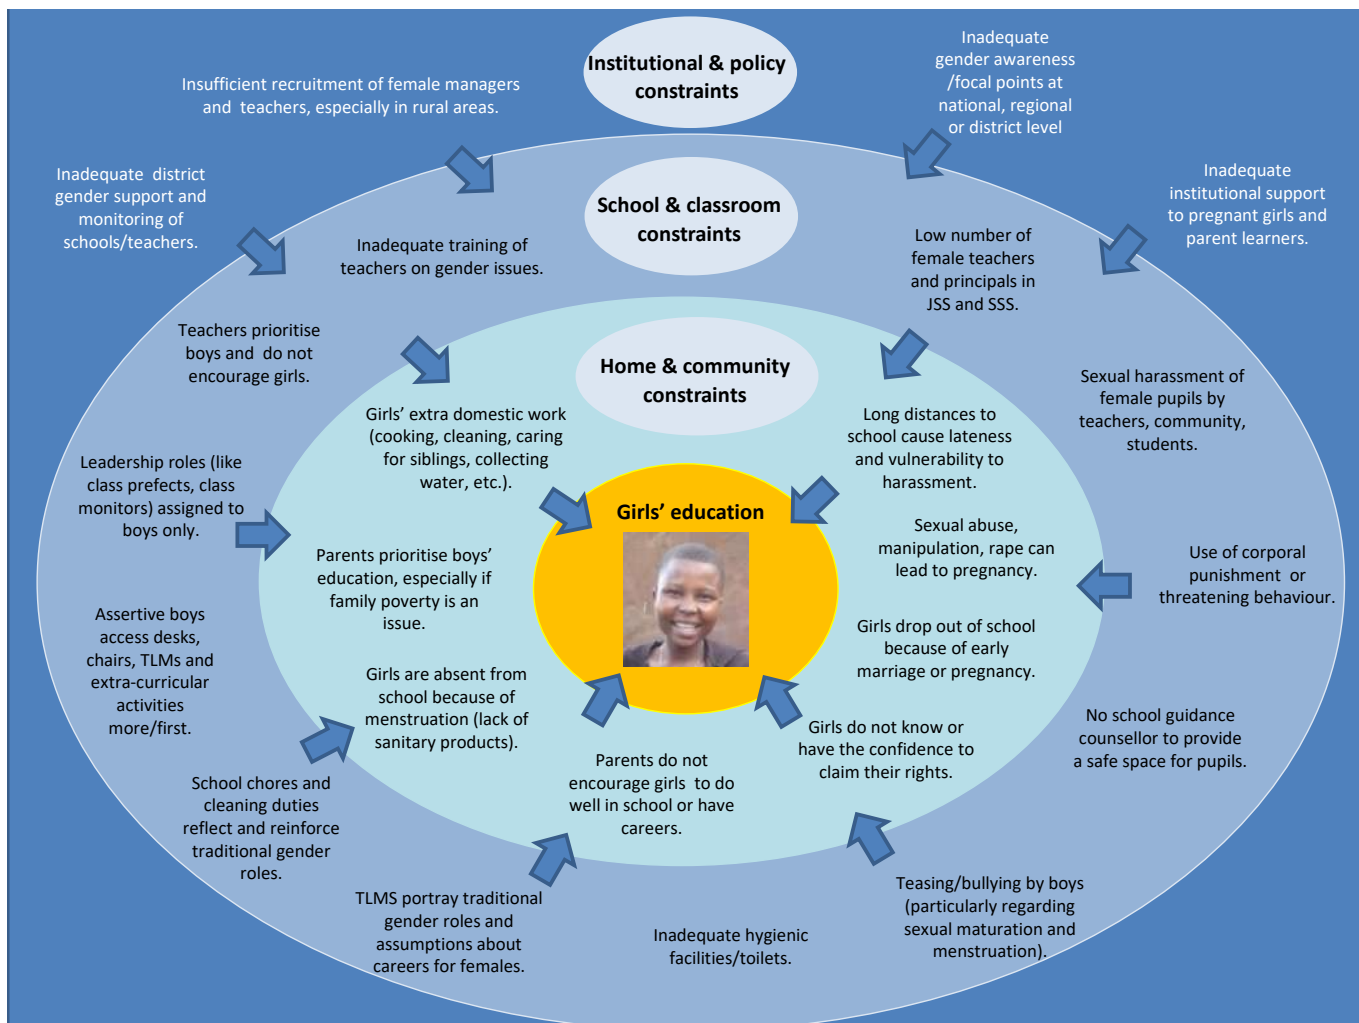 Institutional & policy
constraints
Insufficient recruitment of female managers
and teachers, especially in rural areas.
Inadequate
gender awareness
/focal points at
national, regional
or district level
Inadequate district
gender support and
monitoring of
schools/teachers.
Inadequate
institutional support
to pregnant girls and
parent learners.
School & classroom
constraints
Inadequate training of
teachers on gender issues.
Low number of
female teachers
and principals in
JSS and SSS.
Teachers prioritise
boys and do not
encourage girls.
Sexual harassment of
female pupils by
teachers, community,
students.
Leadership roles (like
class prefects, class
monitors) assigned to
boys only.
Use of corporal
punishment or
threatening behaviour.
Assertive boys
access desks,
chairs, TLMs and
extra-curricular
activities
more/first.
No school guidance
counsellor to provide
a safe space for pupils.
School chores and
cleaning duties
reflect and reinforce
traditional gender
roles.
TLMS portray traditional
gender roles and
assumptions about
careers for females.
Inadequate hygienic
facilities/toilets.
Teasing/bullying by boys
(particularly regarding
sexual maturation and
menstruation).
Home & community
constraints
Girls’ extra domestic work
(cooking, cleaning, caring
for siblings, collecting
water, etc.).
Long distances to
school cause lateness
and vulnerability to
harassment.
Parents prioritise boys’
education, especially if
family poverty is an
issue.
Sexual abuse,
manipulation, rape can
lead to pregnancy.
Girls are absent from
school because of
menstruation (lack of
sanitary products).
Girls drop out of school
because of early
marriage or pregnancy.
Parents do not
encourage girls to do
well in school or have
careers.
Girls do not know or
have the confidence to
claim their rights.
Girls’ education